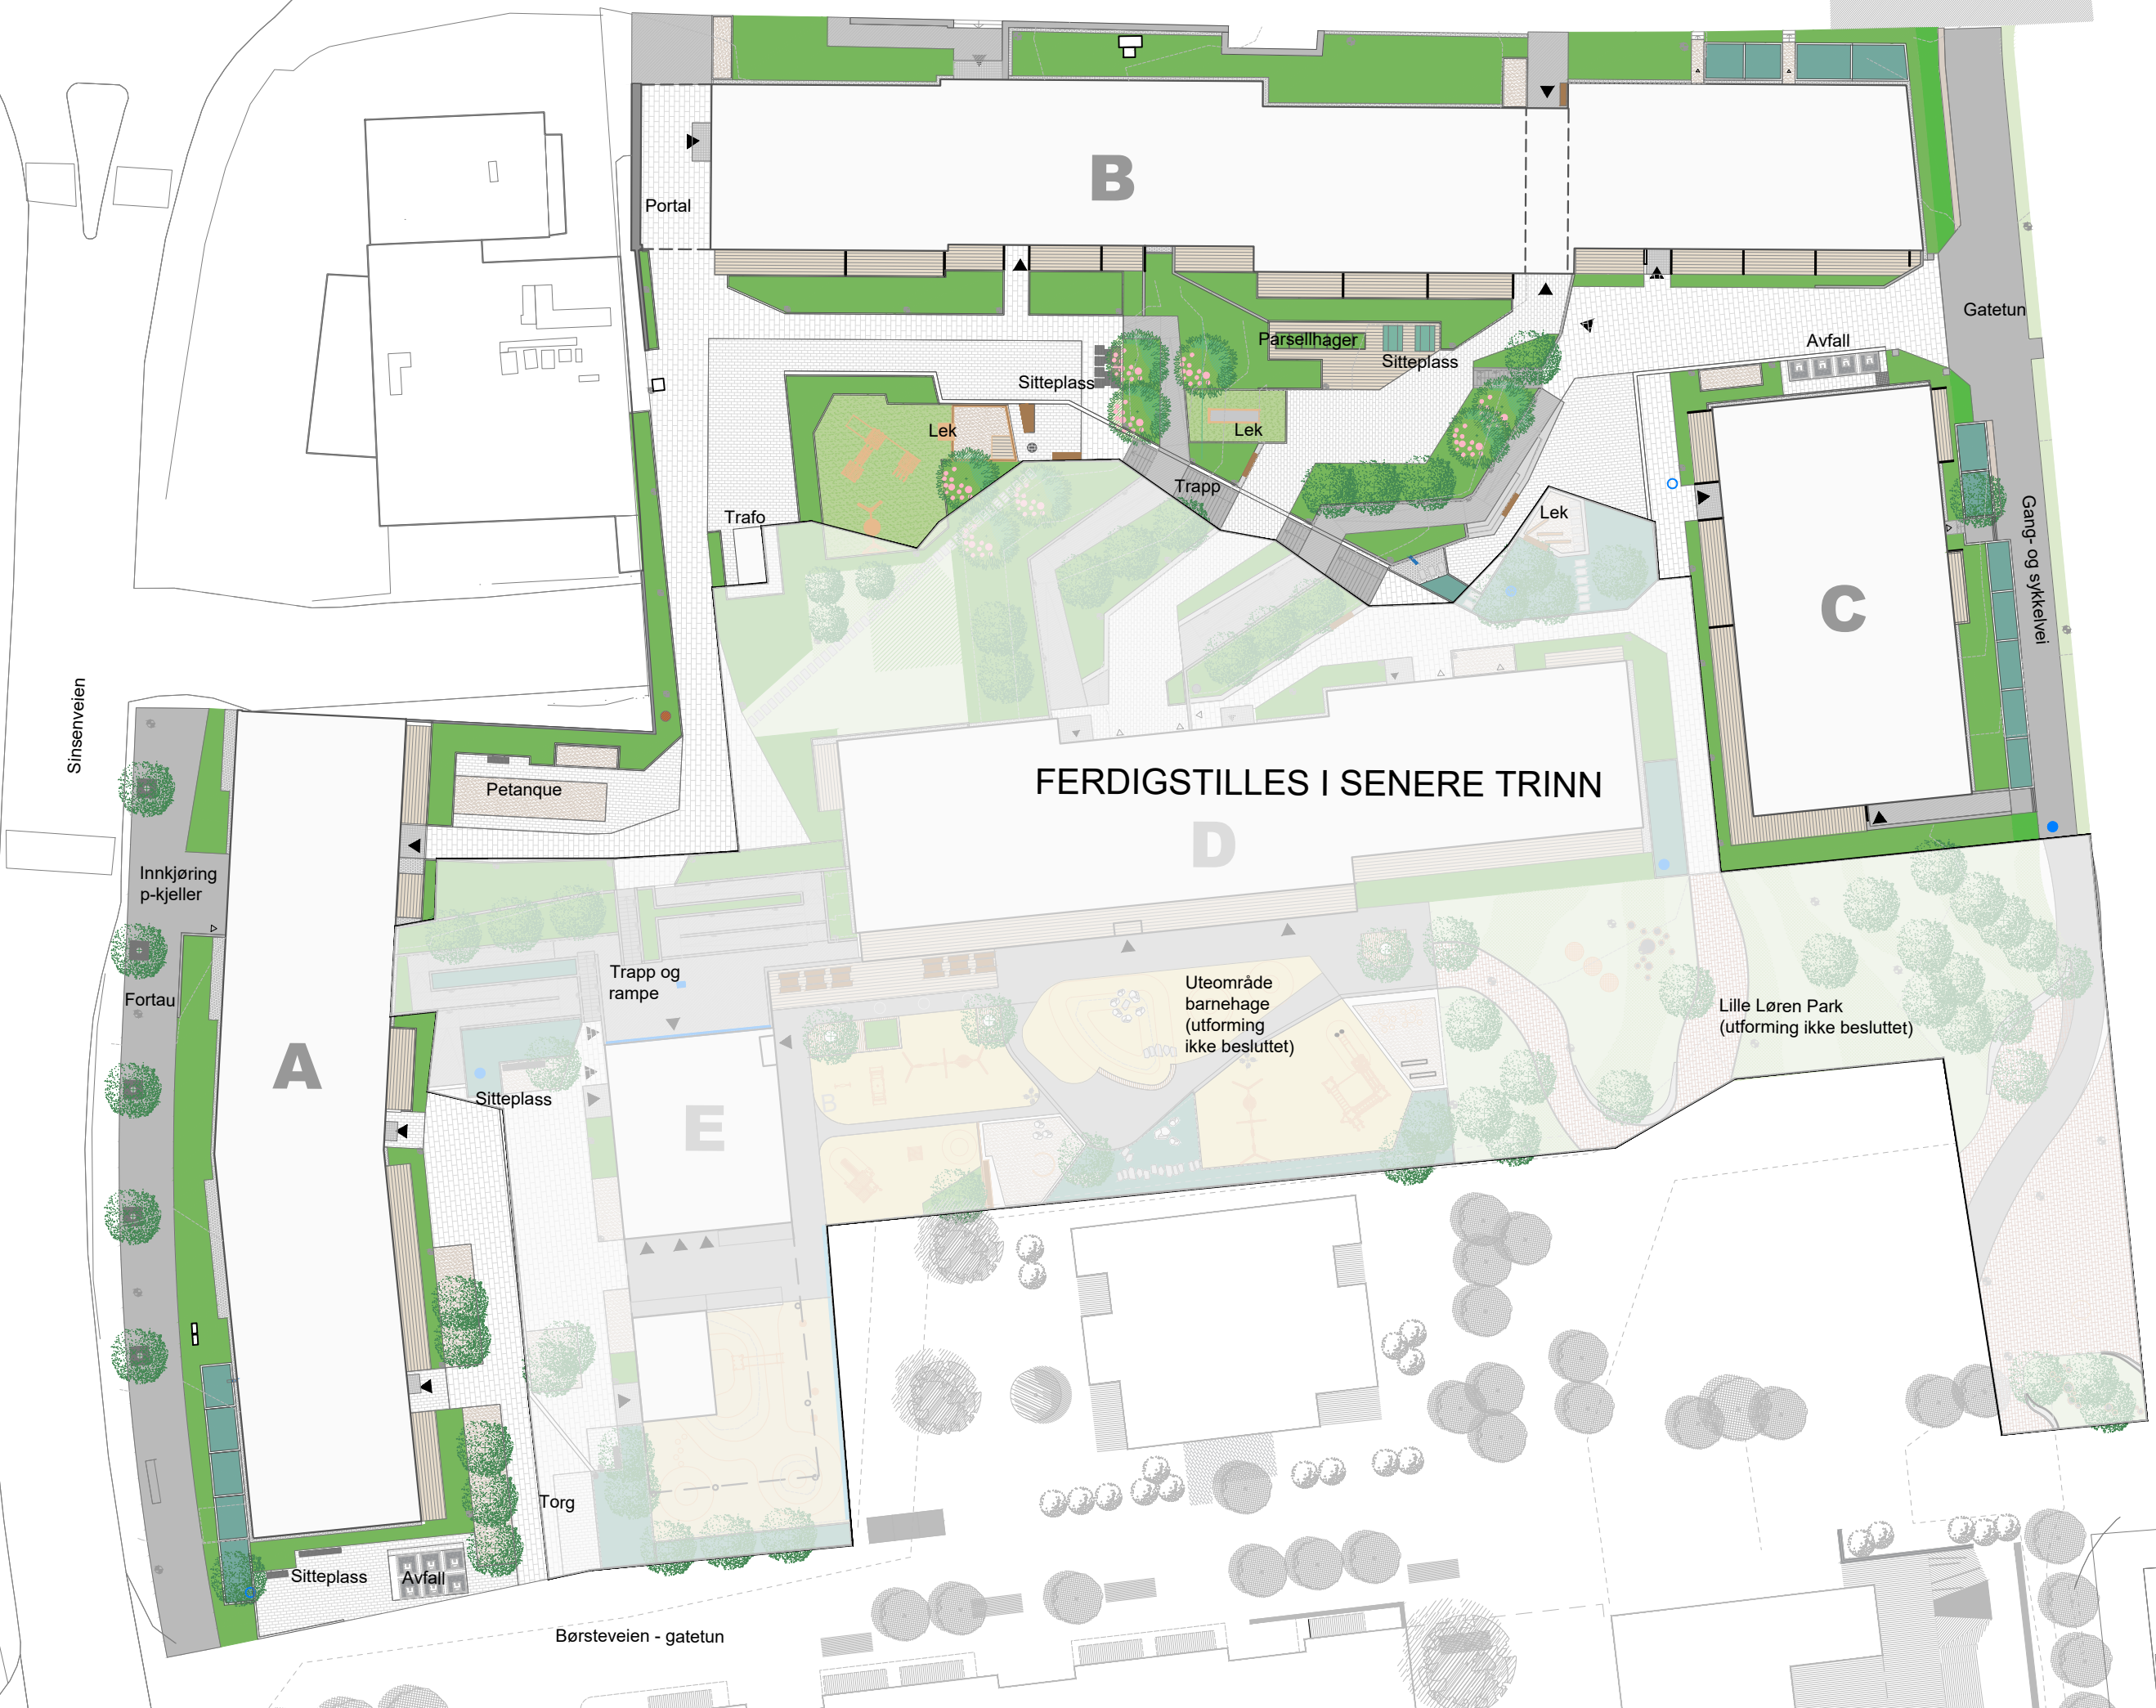 B
Portal
Gatetun
Parsellhager
Avfall
Sitteplass
Sitteplass
Lek
Lek
Trapp
Trafo
Lek
Gang- og sykkelvei
C
Sinsenveien
FERDIGSTILLES I SENERE TRINN
Petanque
D
Innkjøring
p-kjeller
Trapp og
rampe
Fortau
Uteområde
barnehage
(utforming
ikke besluttet)
Lille Løren Park
(utforming ikke besluttet)
A
Sitteplass
E
B
Torg
Sitteplass
Avfall
Børsteveien - gatetun